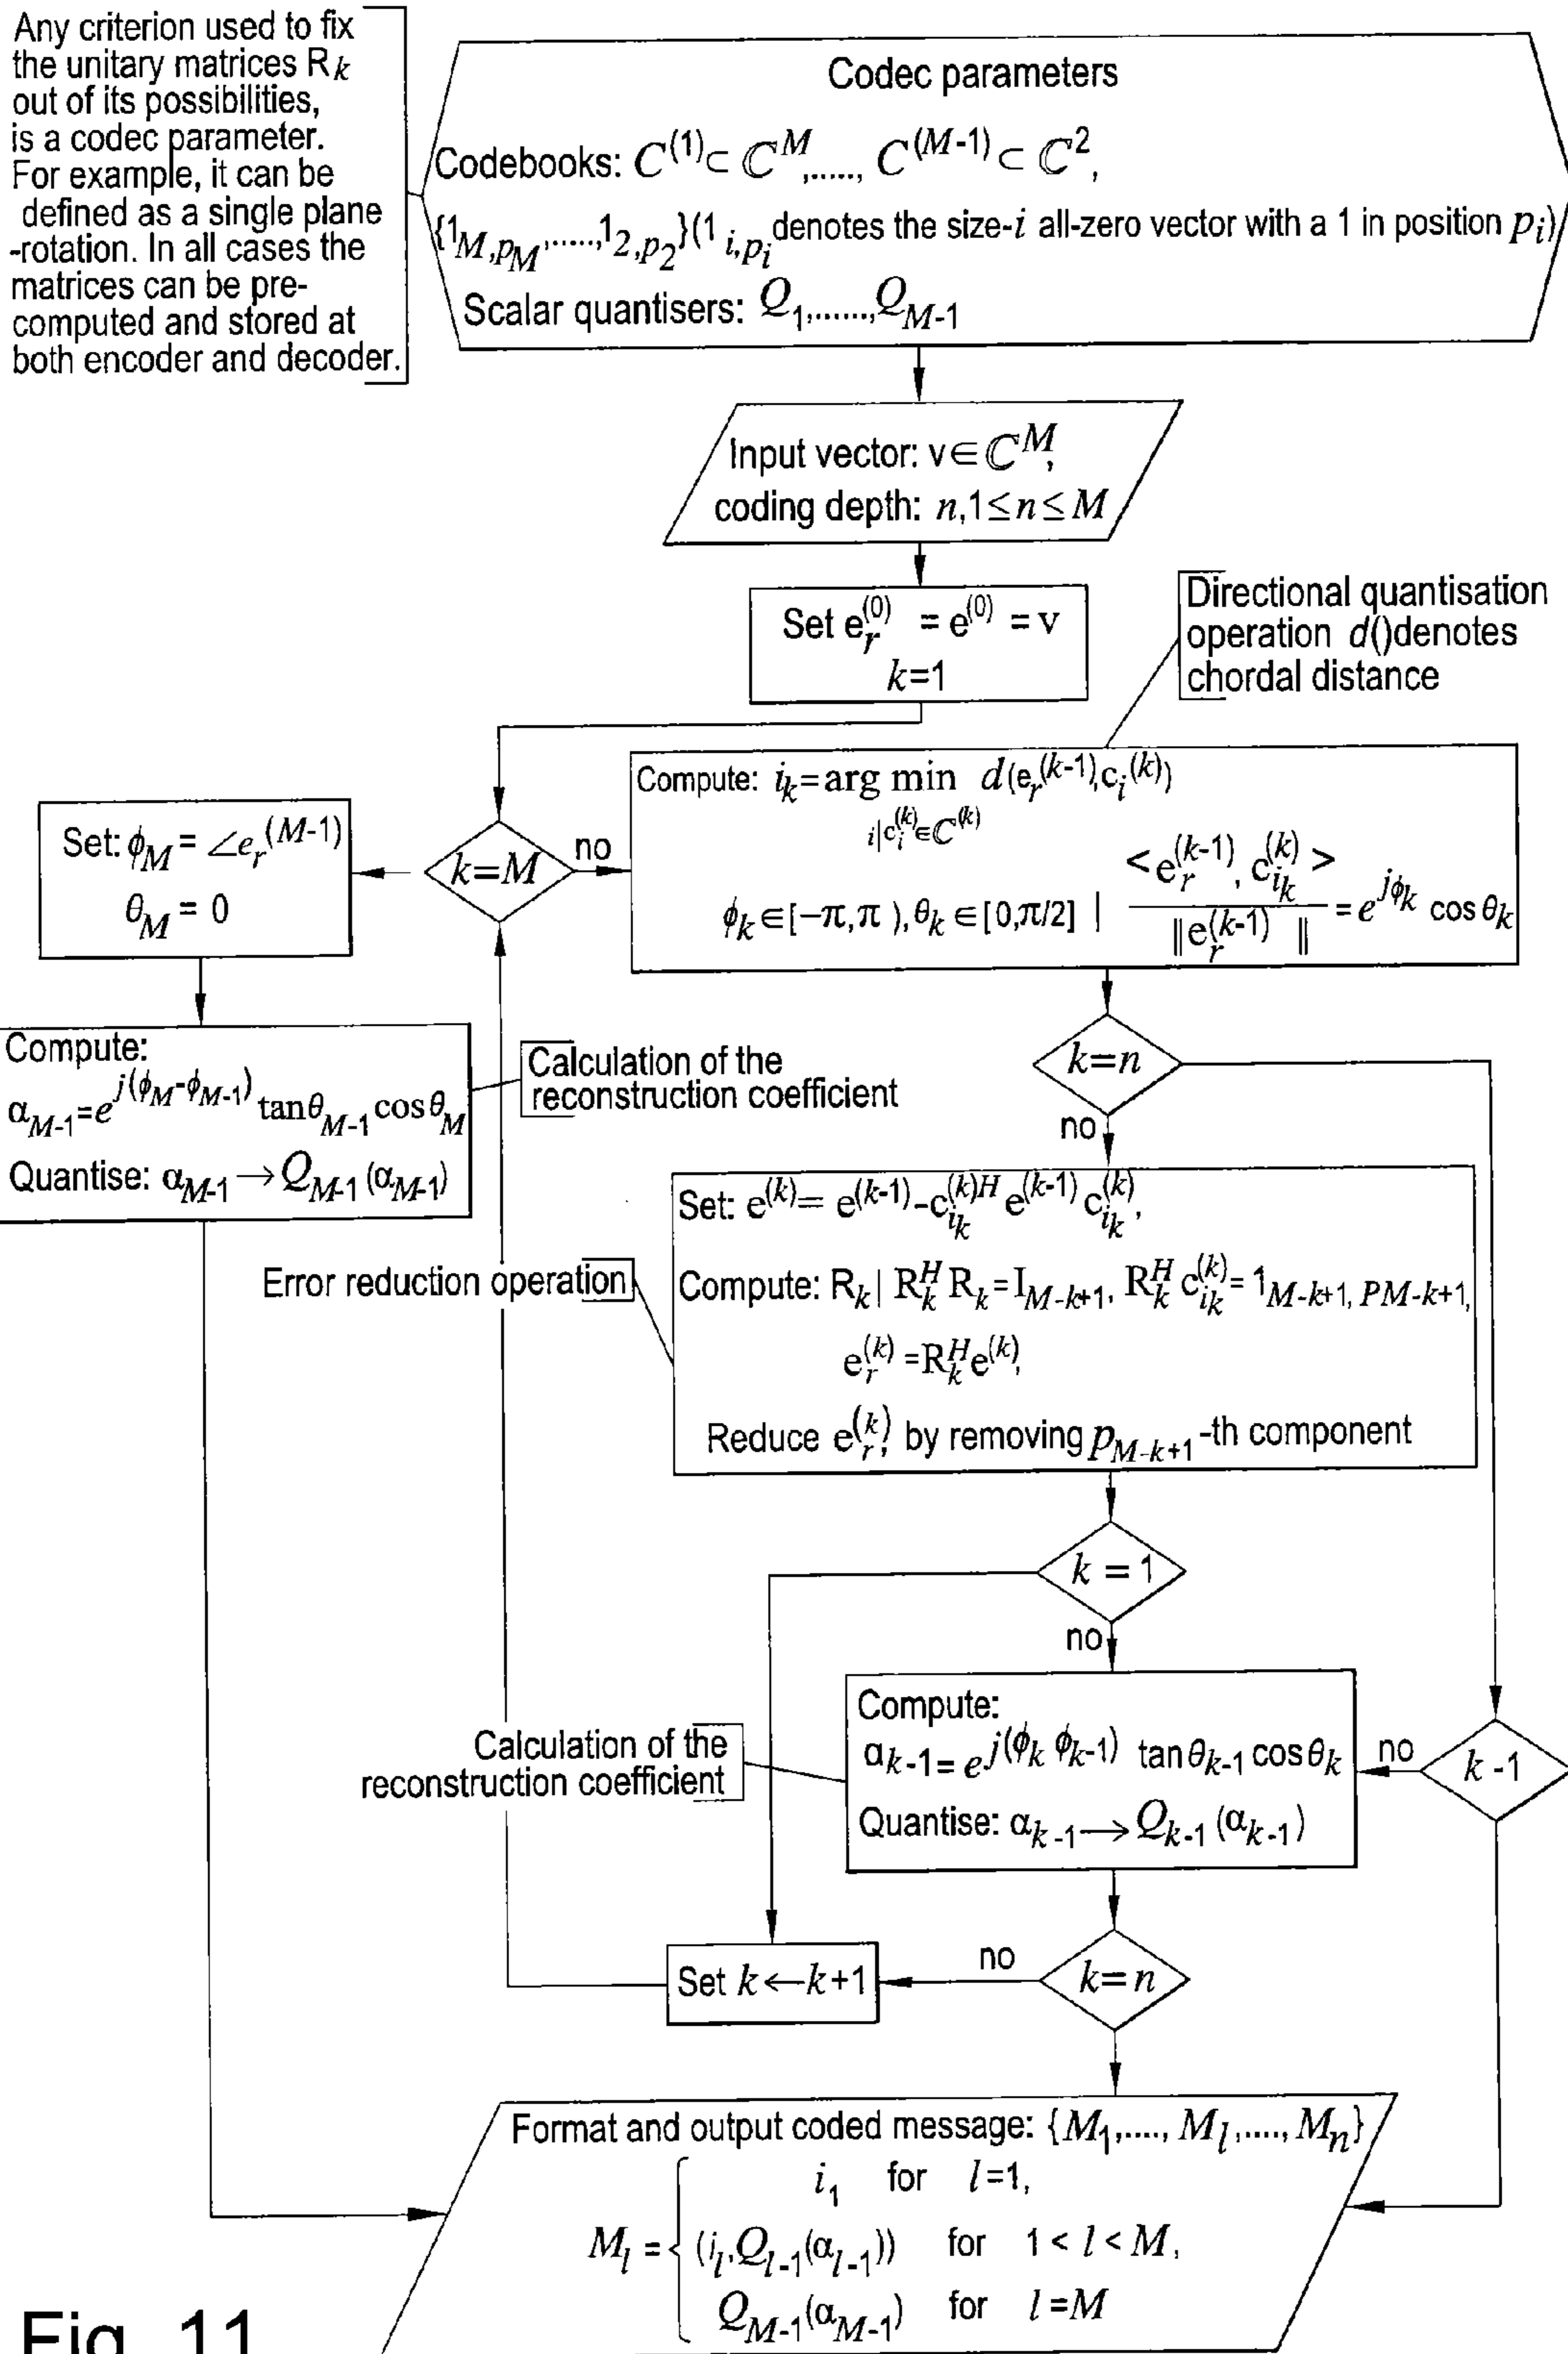 Any criterion used to fix
the unitary matrices R_k
out of its possibilities,
is a codec parameter.
For example, it can be
defined as a single plane
-rotation. In all cases the
matrices can be pre-
computed and stored at
both encoder and decoder.
Codec parameters
Codebooks: C^(1) ⊂ ℂ^M,....., C^(M-1) ⊂ ℂ^2,
{1_M,p_M,.....,1_2,p_2}(1_i,p_i denotes the size-i all-zero vector with a 1 in position p_i)
Scalar quantisers: Q_1,......,Q_M-1
Input vector: v∈ℂ^M,
coding depth: n,1≤n≤M
Set e_r^(0) = e^(0) = v
k=1
Directional quantisation
operation d()denotes
chordal distance
Compute: i_k=arg min d(e_r^(k-1),c_i^(k))
i|c_i^(k)∈C^(k)
ϕ_k∈[-π,π ),θ_k∈[0,π/2] | <e_r^(k-1), c_i_k^(k)> / ||e_r^(k-1)|| = e^jϕ_k cosθ_k
k=M
no
Set: ϕ_M = ∠e_r^(M-1)
θ_M = 0
Compute:
α_M-1=e^j(ϕ_M-ϕ_M-1) tanθ_M-1 cosθ_M
Quantise: α_M-1→Q_M-1(α_M-1)
Calculation of the
reconstruction coefficient
k=n
no
Set: e^(k)= e^(k-1)-c_i_k^(k)H e^(k-1) c_i_k^(k),
Compute: R_k| R_k^H R_k=I_M-k+1, R_k^H c_i_k^(k)=1_M-k+1, PM-k+1,
e_r^(k)=R_k^H e^(k),
Reduce e_r^(k), by removing p_M-k+1-th component
Error reduction operation
k = 1
no
Compute:
α_k-1= e^j(ϕ_k ϕ_k-1) tanθ_k-1 cosθ_k
Quantise: α_k-1→Q_k-1(α_k-1)
Calculation of the
reconstruction coefficient
no
k-1
Set k←k+1
no
k=n
Format and output coded message: {M_1,...., M_l,...., M_n}
M_l = { i_1 for l=1,
(i_l,Q_l-1(α_l-1)) for 1 < l < M,
Q_M-1(α_M-1) for l=M
Fig. 11